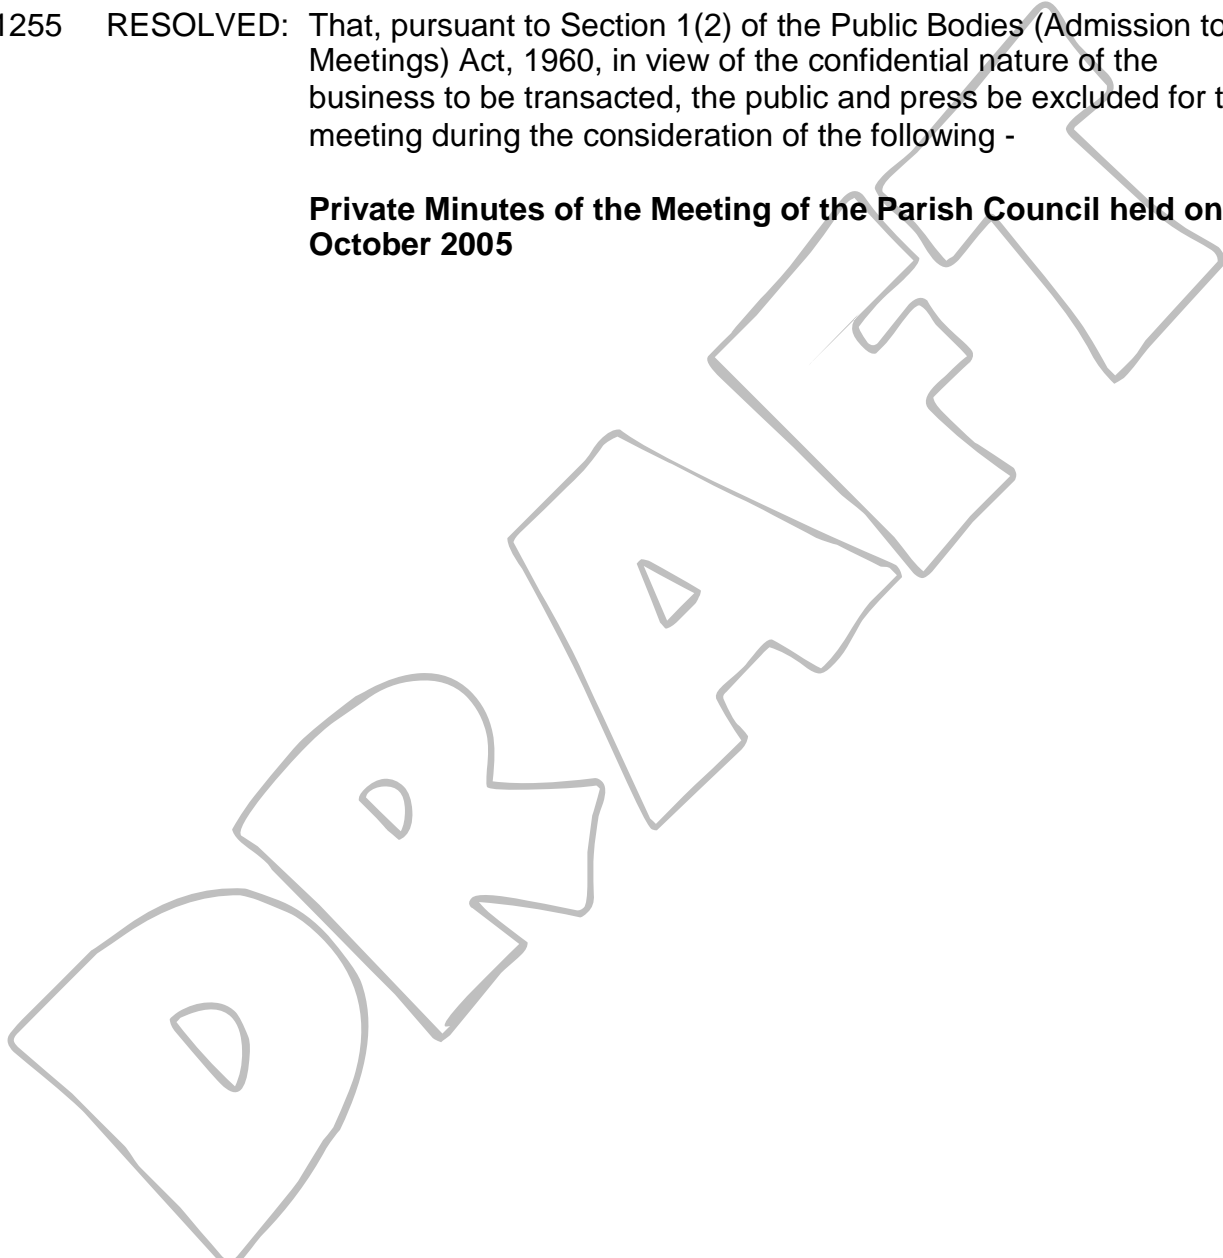 1255 RESOLVED: That, pursuant to Section 1(2) of the Public Bodies (Admission to
Meetings) Act, 1960, in view of the confidential nature of the
business to be transacted, the public and press be excluded for t
meeting during the consideration of the following -
Private Minutes of the Meeting of the Parish Council held on
October 2005
DRAFT